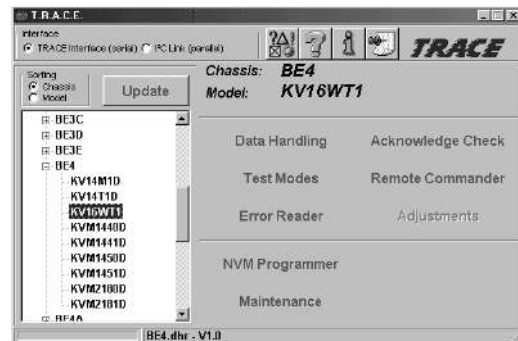 T.R.A.C.E.
Interface
TRACE Interface (serial) I²C Link (parallel)
TRACE
Sorting
Chassis
Model
Update
Chassis: BE4
Model: KV16WT1
BE3C
BE3D
BE3E
BE4
KV14M1D
KV14T1D
KV16WT1
KVM1440D
KVM1441D
KVM1450D
KVM1451D
KVM2180D
KVM2181D
BE4A
Data Handling
Acknowledge Check
Test Modes
Remote Commander
Error Reader
Adjustments
NVM Programmer
Maintenance
BE4.dhr - V1.0